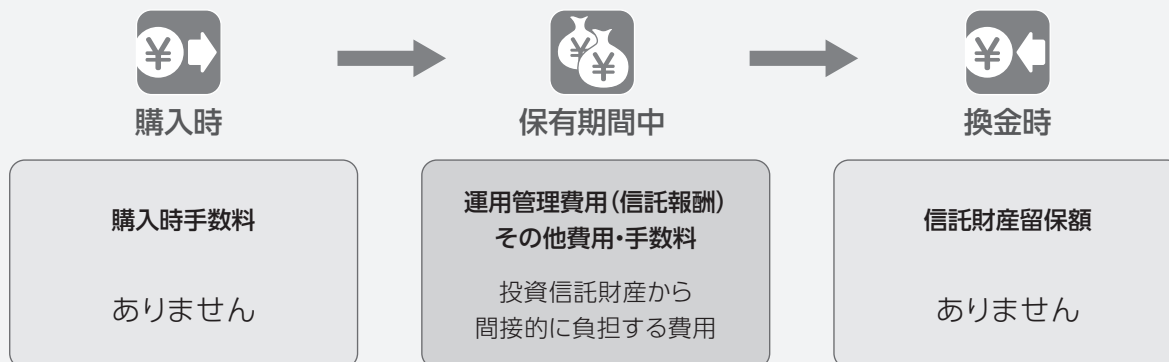 ¥
¥
¥
¥
購入時
保有期間中
換金時
購入時手数料
ありません
運用管理費用(信託報酬)
その他費用・手数料
投資信託財産から
間接的に負担する費用
信託財産留保額
ありません